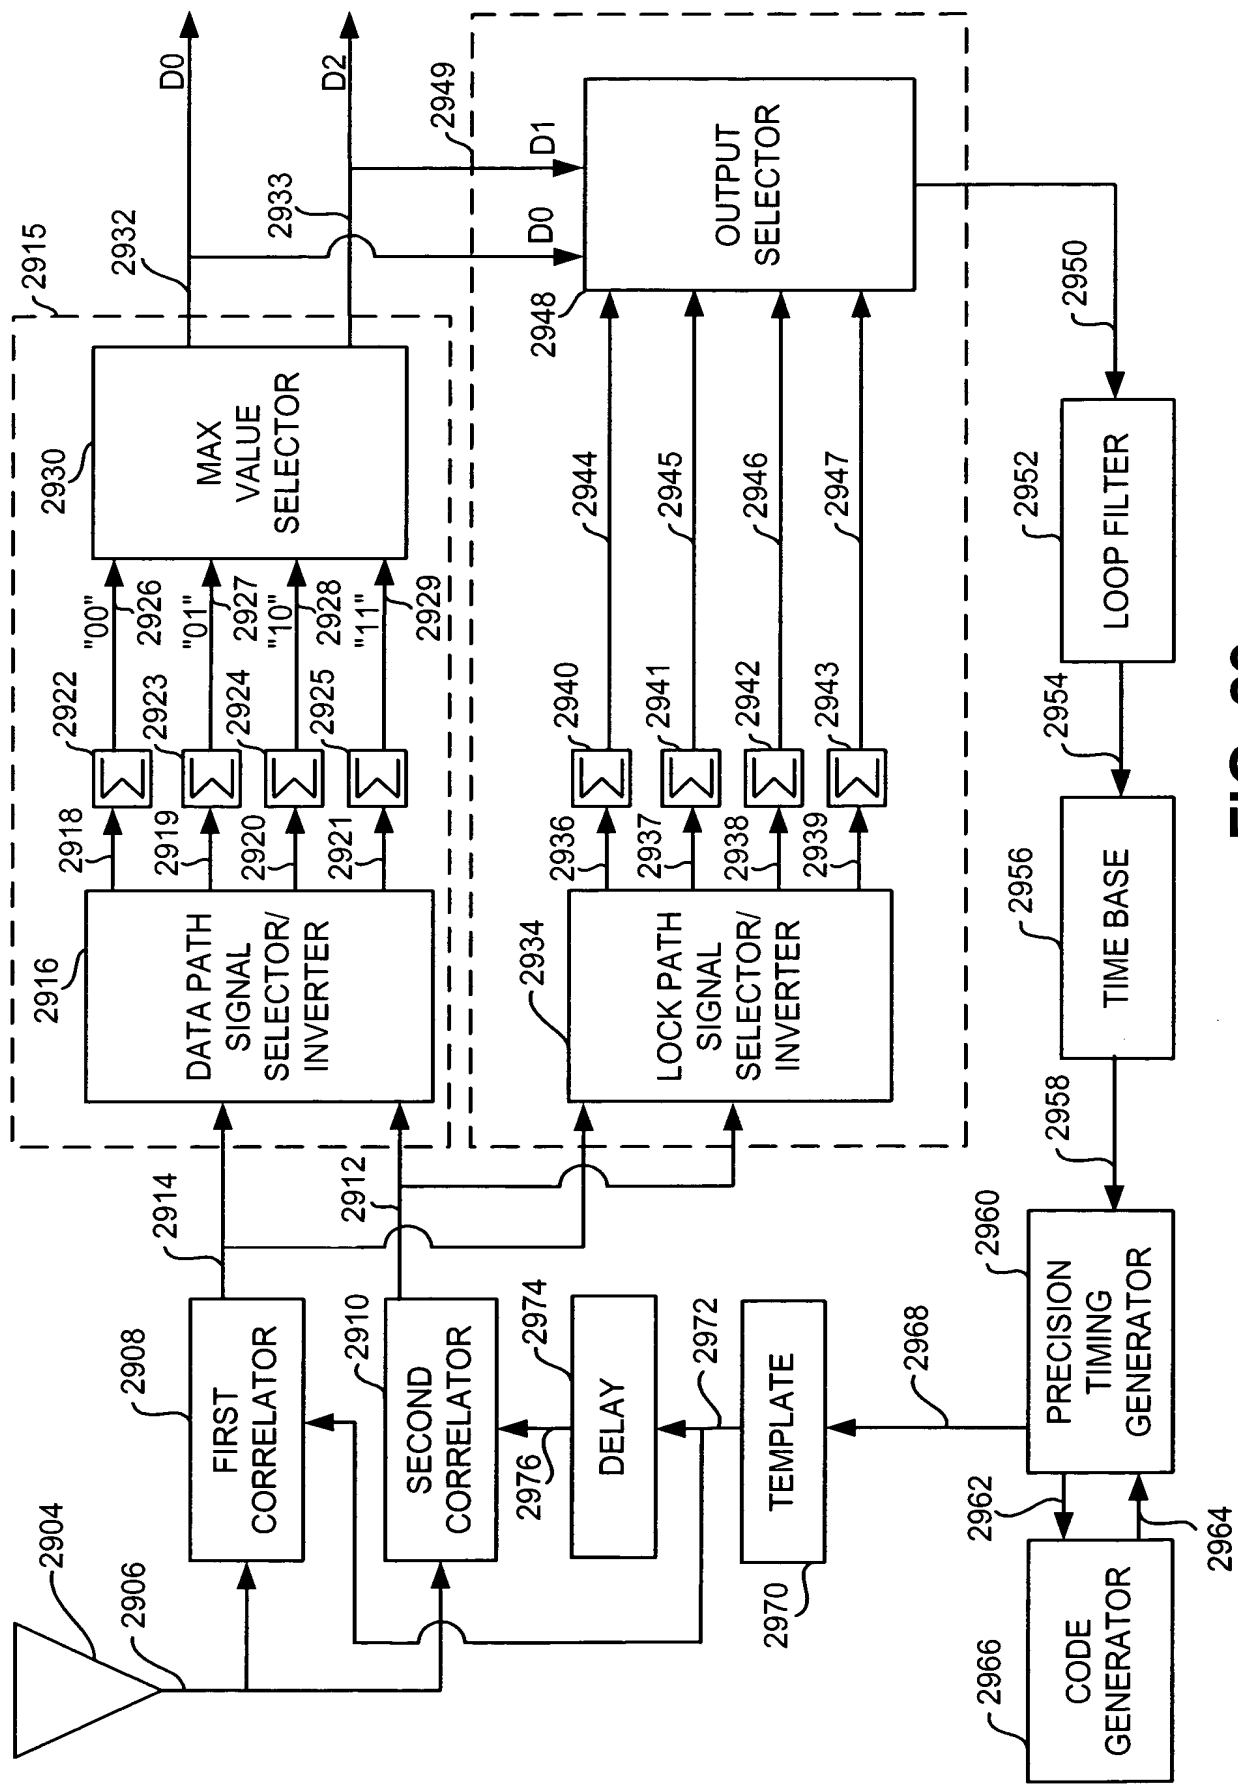 2904
2906
2908
FIRST
CORRELATOR
2910
SECOND
CORRELATOR
2974
DELAY
2976
2972
TEMPLATE
2970
2968
2914
2912
2915
2916
DATA PATH
SIGNAL
SELECTOR/
INVERTER
2918
2919
2920
2921
2922
2923
2924
2925
"00"
2926
"01"
2927
"10"
2928
"11"
2929
2930
MAX
VALUE
SELECTOR
2932
2933
D0
D2
2949
D0
D1
2934
LOCK PATH
SIGNAL
SELECTOR/
INVERTER
2936
2937
2938
2939
2940
2941
2942
2943
2944
2945
2946
2947
2948
OUTPUT
SELECTOR
2950
2952
LOOP FILTER
2954
2956
TIME BASE
2958
2960
PRECISION
TIMING
GENERATOR
2962
2964
2966
CODE
GENERATOR